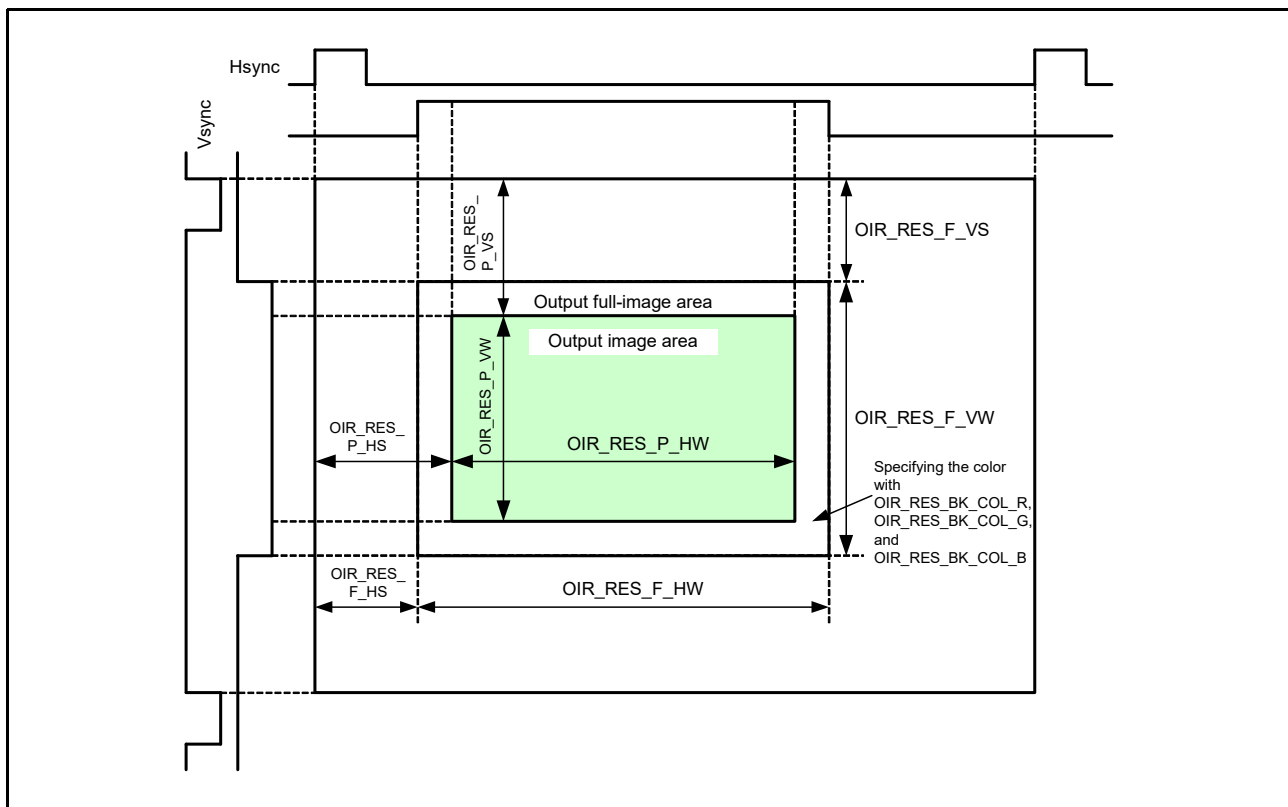 Hsync
Vsync
OIR_RES_
P_VS
OIR_RES_F_VS
Output full-image area
Output image area
OIR_RES_P_VW
OIR_RES_F_VW
OIR_RES_
P_HS
OIR_RES_P_HW
Specifying the color
with
OIR_RES_BK_COL_R,
OIR_RES_BK_COL_G,
and
OIR_RES_BK_COL_B
OIR_RES_
F_HS
OIR_RES_F_HW